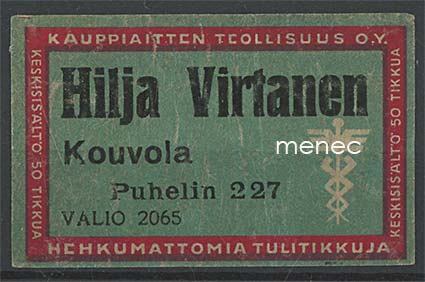 KAUPPIAITTEN TEOLLISUUS O.Y.
KESKISISÄLTÖ 50 TIKKUA
Hilja Virtanen
Kouvola
menec
Puhelin 227
VALIO 2065
KESKISISÄLTÖ 50 TIKKUA
HEHKUMATTOMIA TULITIKKUJA